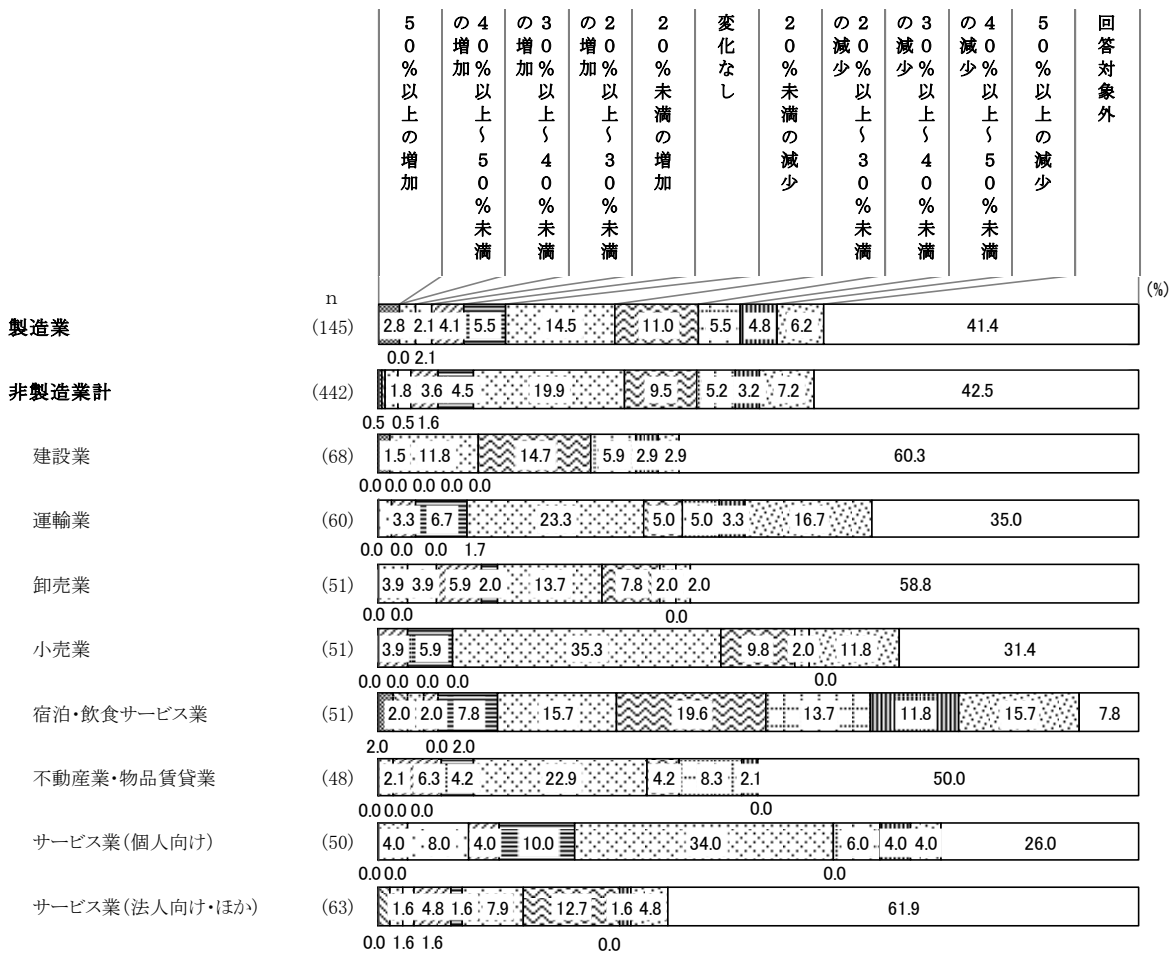 ５０％以上の増加
４０％以上～５０％未満の増加
３０％以上～４０％未満の増加
２０％以上～３０％未満の増加
２０％未満の増加
変化なし
２０％未満の減少
２０％以上～３０％未満の減少
３０％以上～４０％未満の減少
４０％以上～５０％未満の減少
５０％以上の減少
回答対象外
n
(%)
製造業 (145) 2.8 2.1 4.1 5.5 14.5 11.0 5.5 4.8 6.2 41.4
0.0 2.1
非製造業計 (442) 1.8 3.6 4.5 19.9 9.5 5.2 3.2 7.2 42.5
0.5 0.5 1.6
建設業 (68) 1.5 11.8 14.7 5.9 2.9 2.9 60.3
0.0 0.0 0.0 0.0 0.0
運輸業 (60) 3.3 6.7 23.3 5.0 5.0 3.3 16.7 35.0
0.0 0.0 0.0 1.7
卸売業 (51) 3.9 3.9 5.9 2.0 13.7 7.8 2.0 2.0 58.8
0.0 0.0 0.0
小売業 (51) 3.9 5.9 35.3 9.8 2.0 11.8 31.4
0.0 0.0 0.0 0.0 0.0
宿泊・飲食サービス業 (51) 2.0 2.0 7.8 15.7 19.6 13.7 11.8 15.7 7.8
2.0 0.0 2.0
不動産業・物品賃貸業 (48) 2.1 6.3 4.2 22.9 4.2 8.3 2.1 50.0
0.0 0.0 0.0 0.0
サービス業（個人向け） (50) 4.0 8.0 4.0 10.0 34.0 6.0 4.0 4.0 26.0
0.0 0.0 0.0
サービス業（法人向け・ほか） (63) 1.6 4.8 1.6 7.9 12.7 1.6 4.8 61.9
0.0 1.6 1.6 0.0